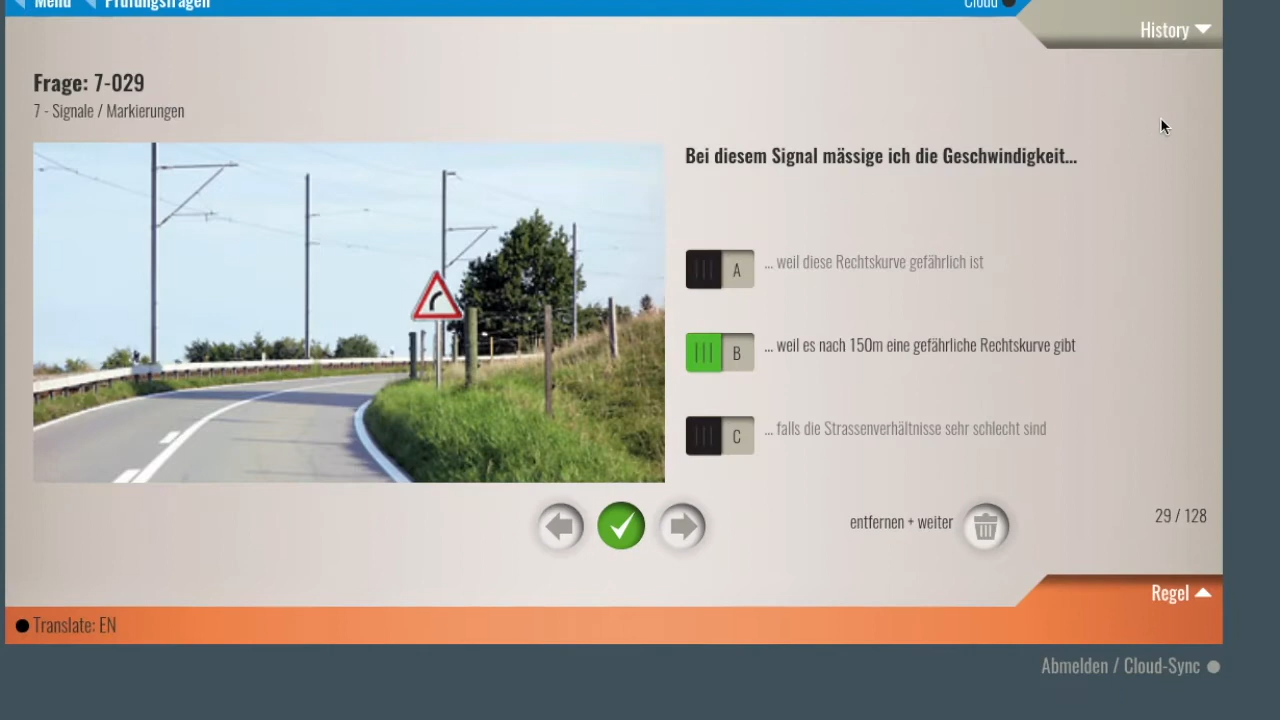 Menu
Prüfungsfragen
Cloud
History
Frage: 7-029
7 - Signale / Markierungen
Bei diesem Signal mässige ich die Geschwindigkeit...
A
... weil diese Rechtskurve gefährlich ist
B
... weil es nach 150m eine gefährliche Rechtskurve gibt
C
... falls die Strassenverhältnisse sehr schlecht sind
entfernen + weiter
29 / 128
Regel
Translate: EN
Abmelden / Cloud-Sync